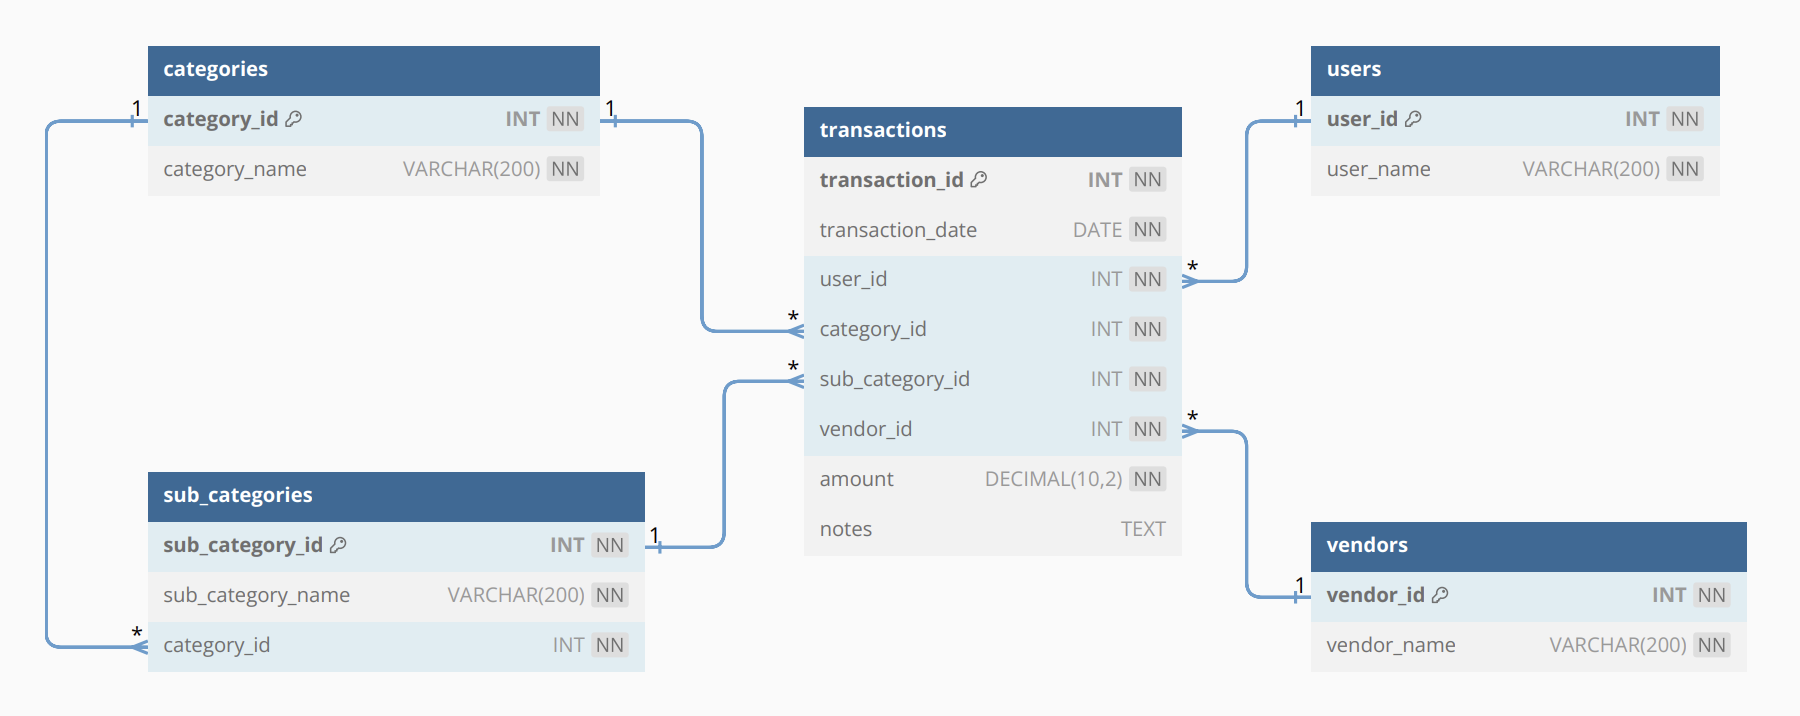 categories
1 category_id INT NN 1
category_name VARCHAR(200) NN
sub_categories
sub_category_id INT NN 1
sub_category_name VARCHAR(200) NN
* category_id INT NN
transactions
transaction_id INT NN
transaction_date DATE NN
user_id INT NN *
* category_id INT NN
* sub_category_id INT NN
vendor_id INT NN *
amount DECIMAL(10,2) NN
notes TEXT
users
1 user_id INT NN
user_name VARCHAR(200) NN
vendors
1 vendor_id INT NN
vendor_name VARCHAR(200) NN